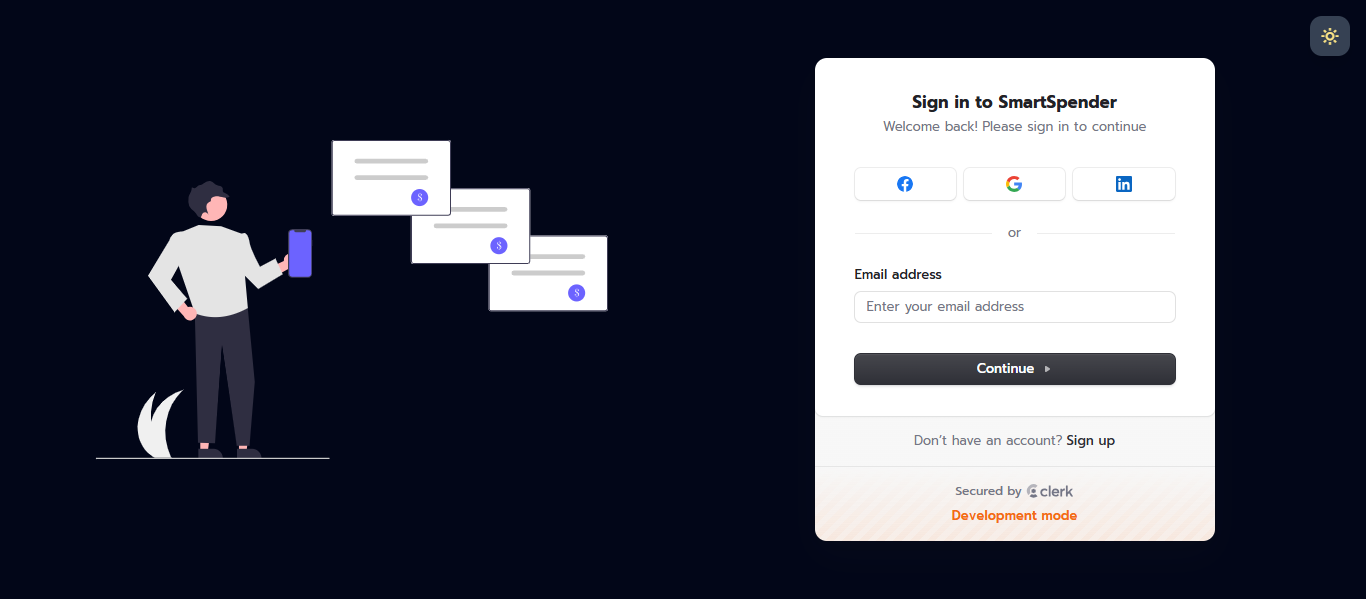 Sign in to SmartSpender
Welcome back! Please sign in to continue
or
Email address
Enter your email address
Continue
Don't have an account? Sign up
Secured by clerk
Development mode